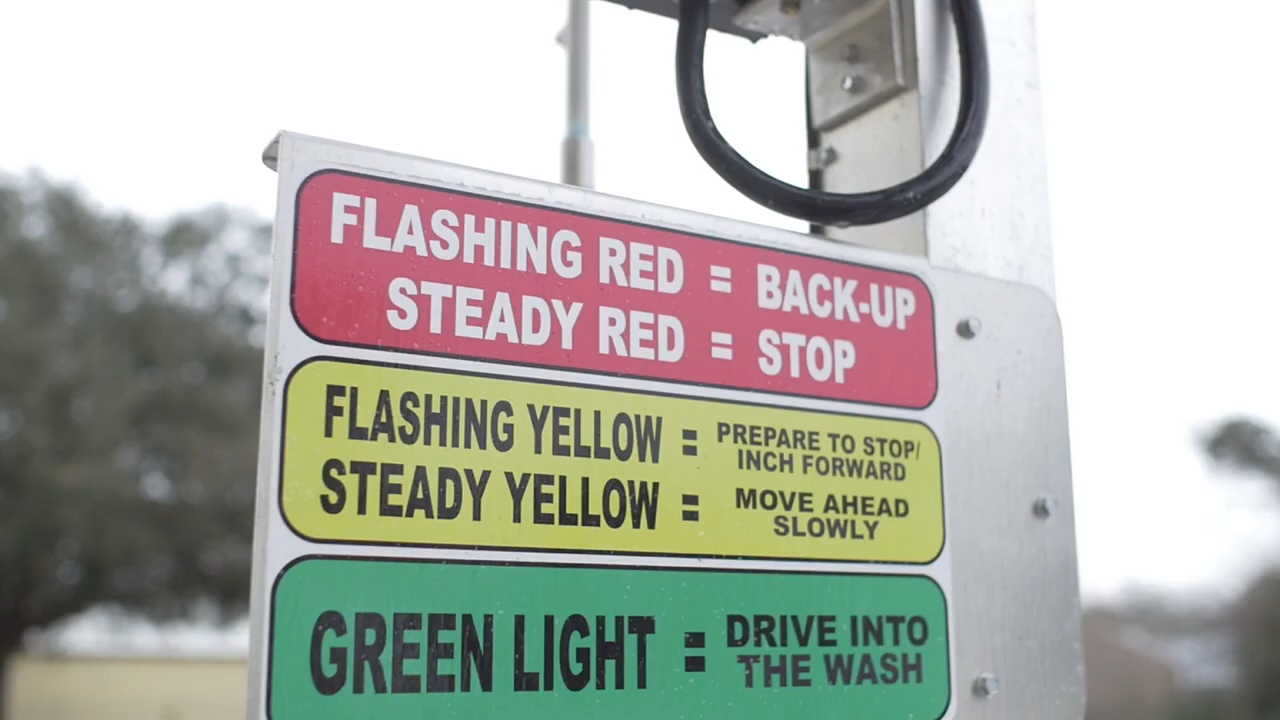 FLASHING RED = BACK-UP
STEADY RED = STOP
FLASHING YELLOW = PREPARE TO STOP/
INCH FORWARD
STEADY YELLOW = MOVE AHEAD
SLOWLY
GREEN LIGHT = DRIVE INTO
THE WASH